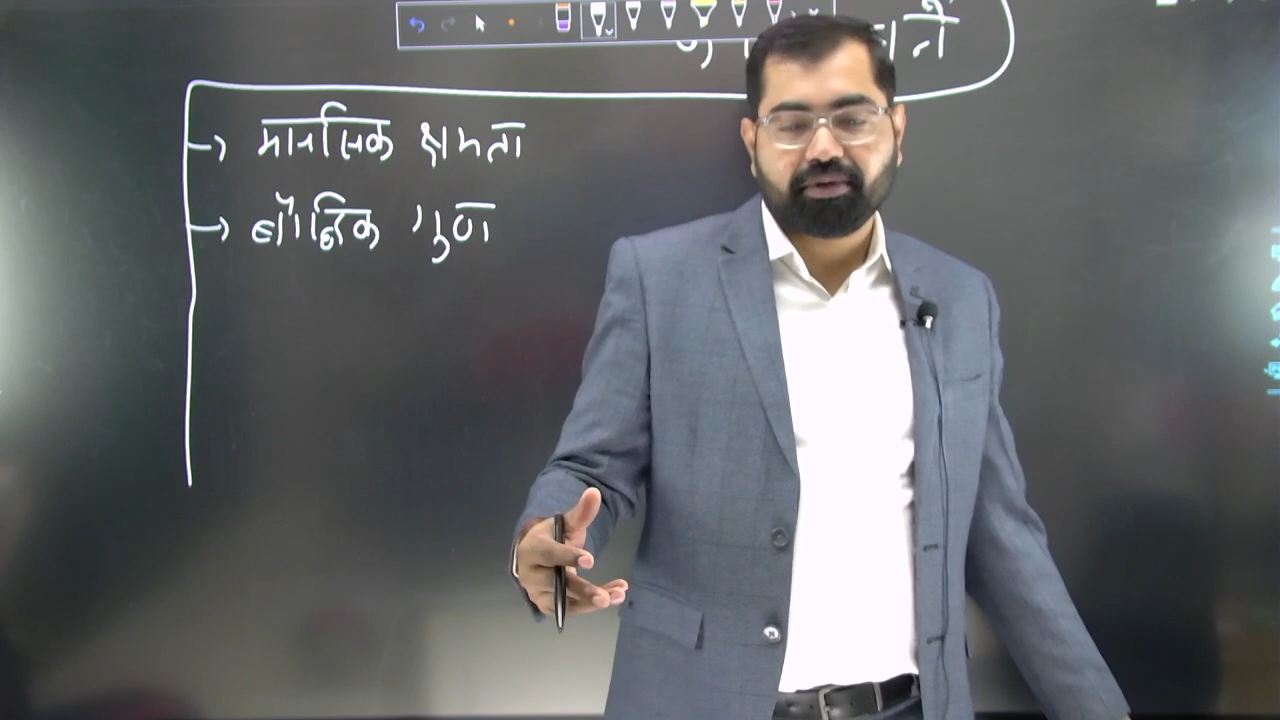 → मानसिक क्षमता
→ बौद्धिक गुण